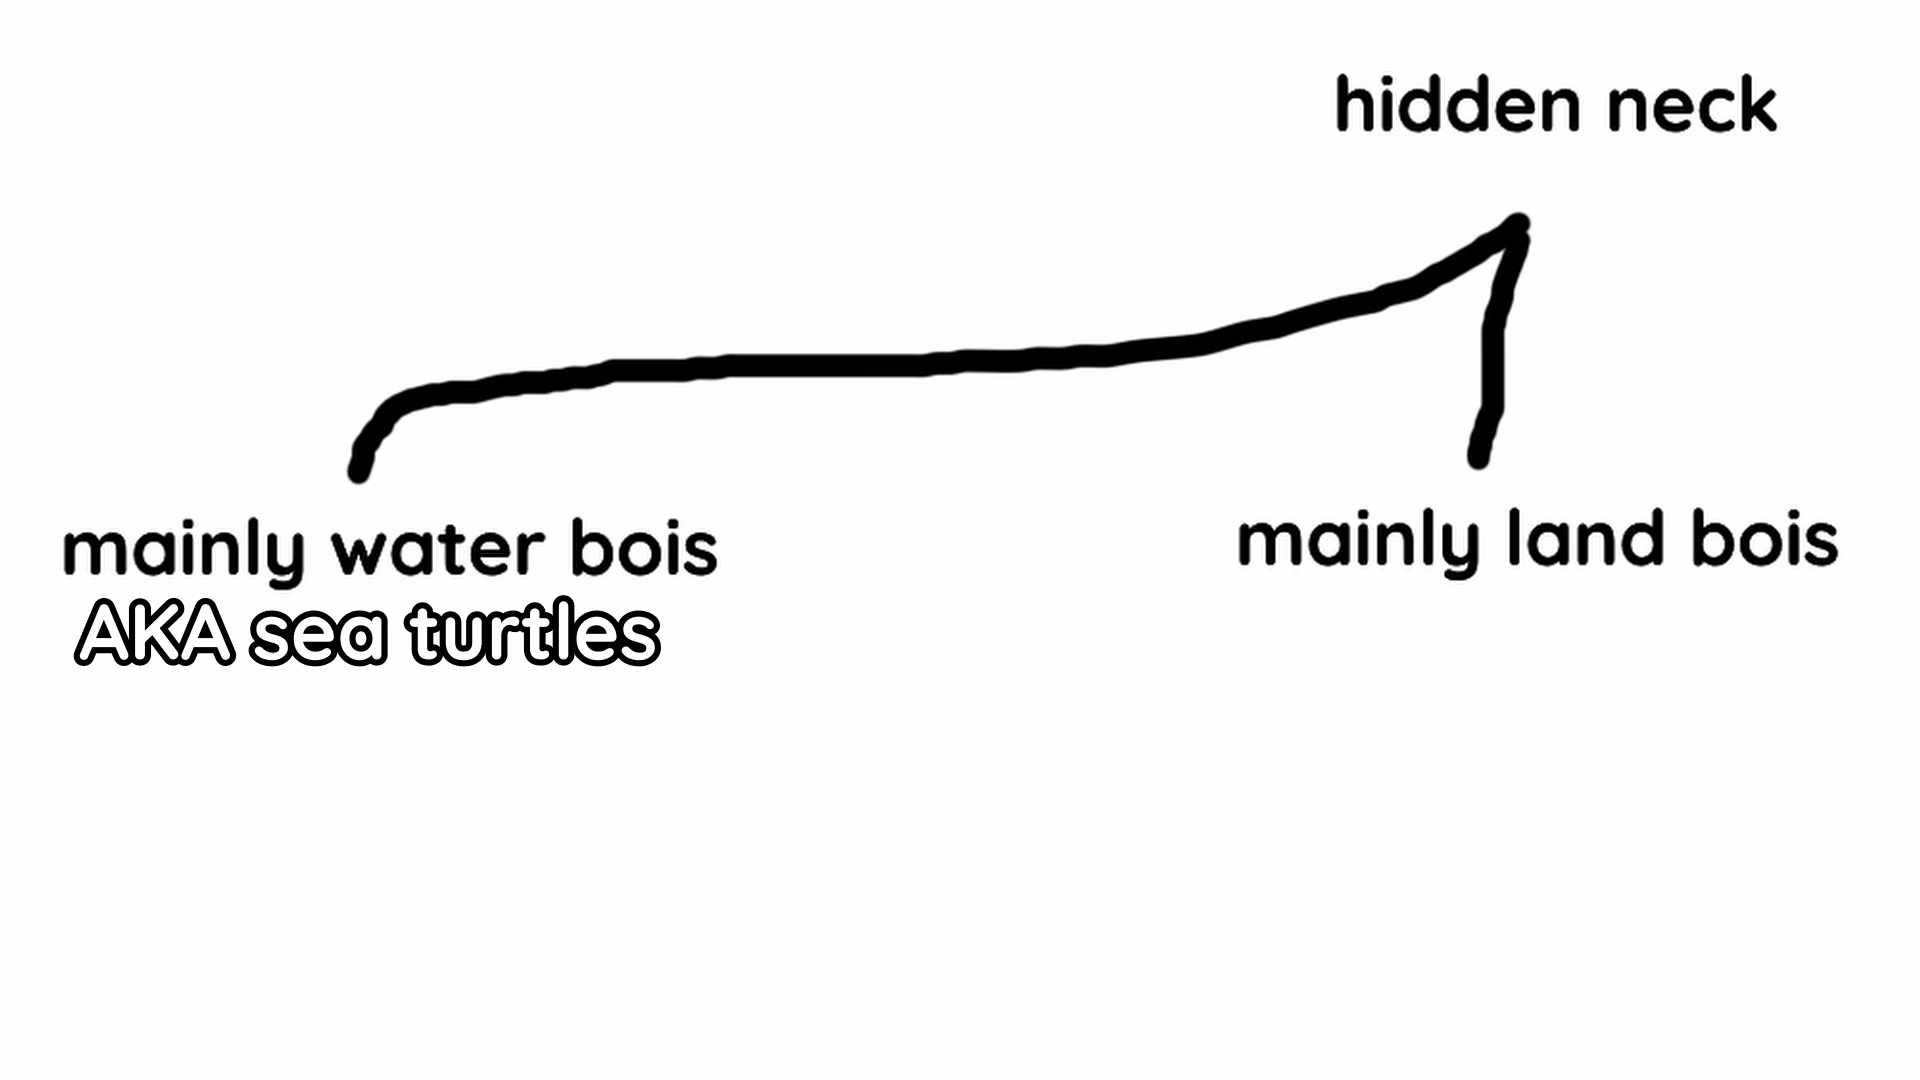 hidden neck
mainly water bois
AKA sea turtles
mainly land bois